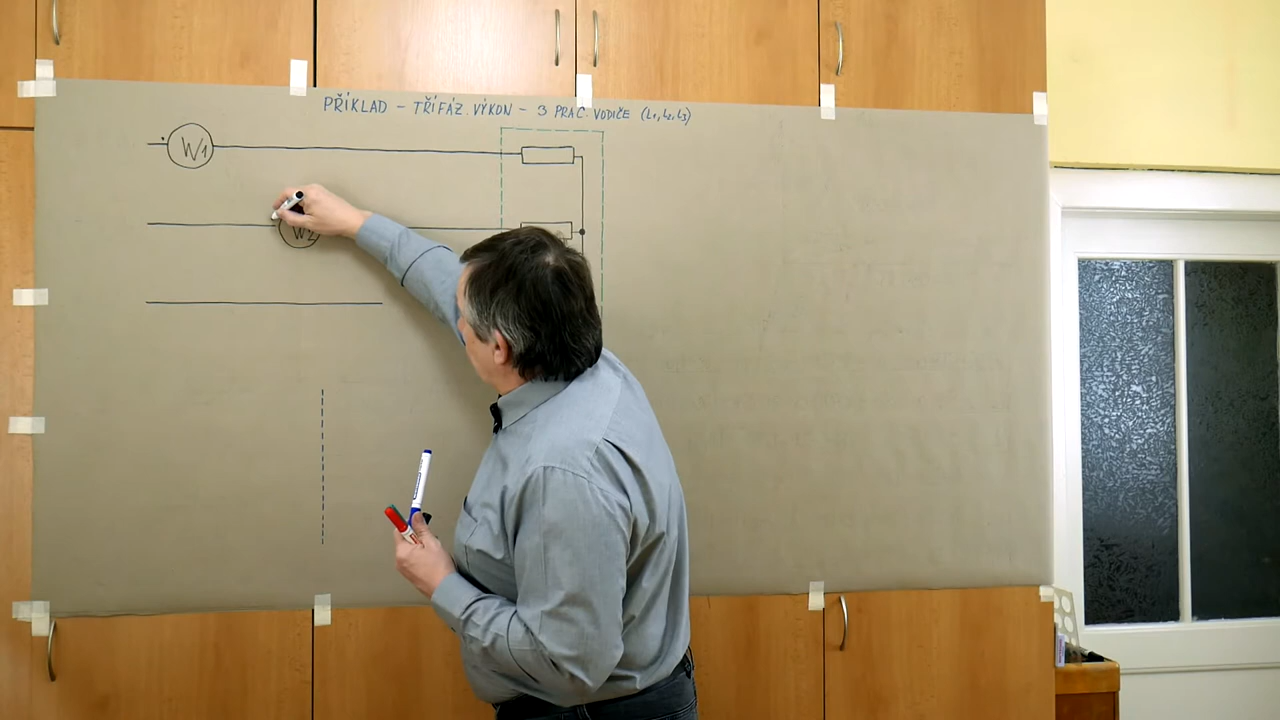 PŘÍKLAD – TŘÍFÁZ. VÝKON – 3 PRAC. VODIČE (L1, L2, L3)
W1
W2